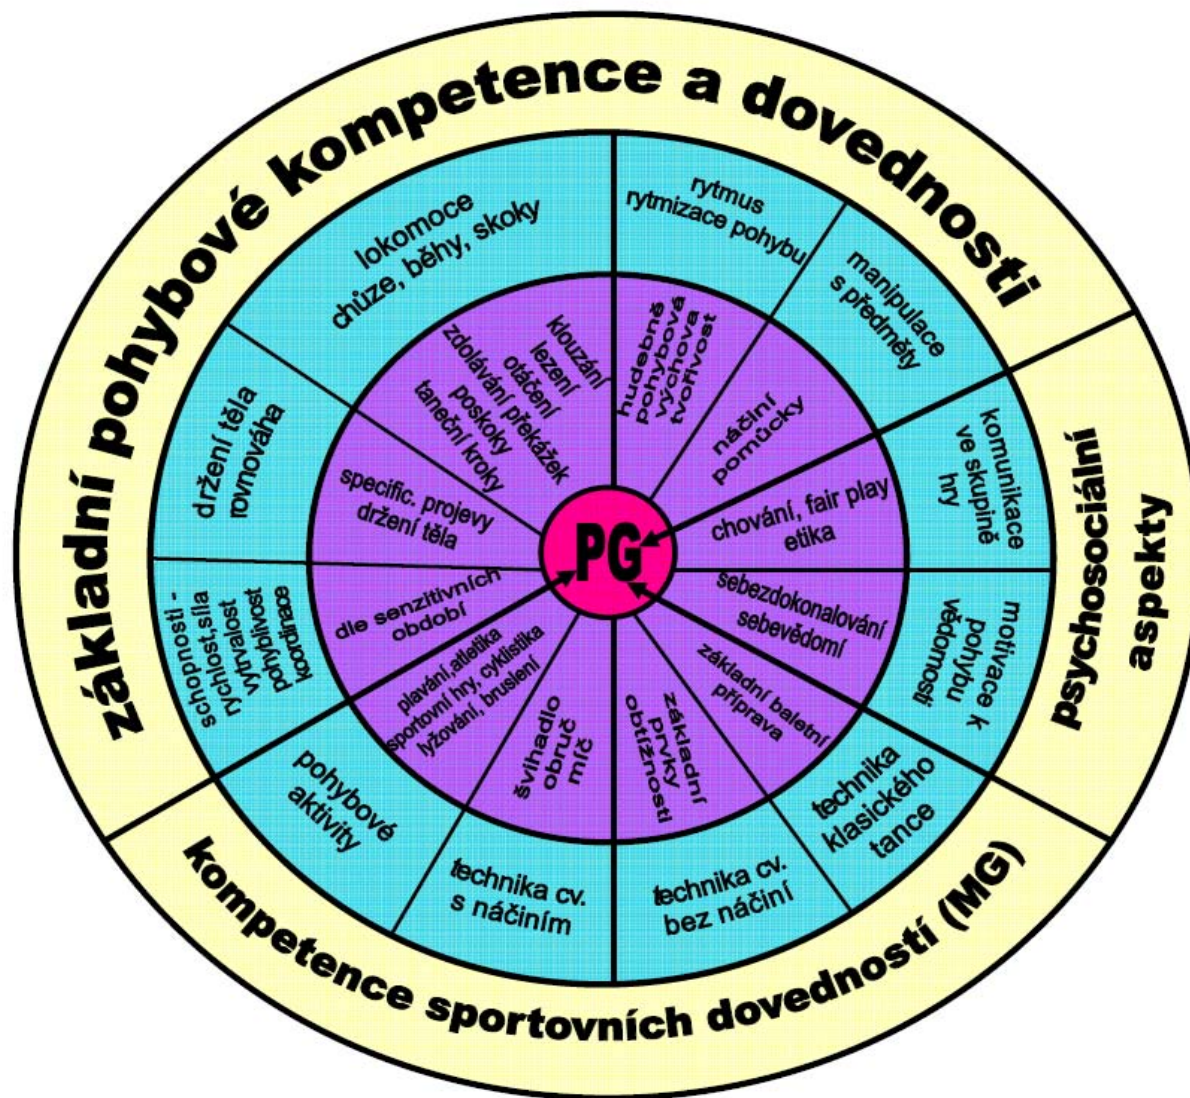 základní pohybové kompetence a dovednosti
psychosociální
aspekty
kompetence sportovních dovedností (MG)
lokomoce
chůze, běhy, skoky
rytmus
rytmizace pohybu
manipulace
s předměty
komunikace
ve skupině
hry
motivace k
pohybu
vědomosti
technika
klasického
tance
technika cv.
bez náčiní
technika cv.
s náčiním
pohybové
aktivity
schopnosti -
rychlost,síla
vytrvalost
pohyblivost
koordinace
držení těla
rovnováha
klouzání
lezení
otáčení
zdolávání překážek
poskoky
taneční kroky
hudebně
pohybová
výchova
tvořivost
náčiní
pomůcky
chování, fair play
etika
sebezdokonalování
sebevědomí
základní baletní
příprava
základní
prvky
obtížnosti
švihadlo
obruč
míč
plavání,atletika
sportovní hry, cyklistika
lyžování, bruslení
dle senzitivních
období
specific. projevy
držení těla
PG